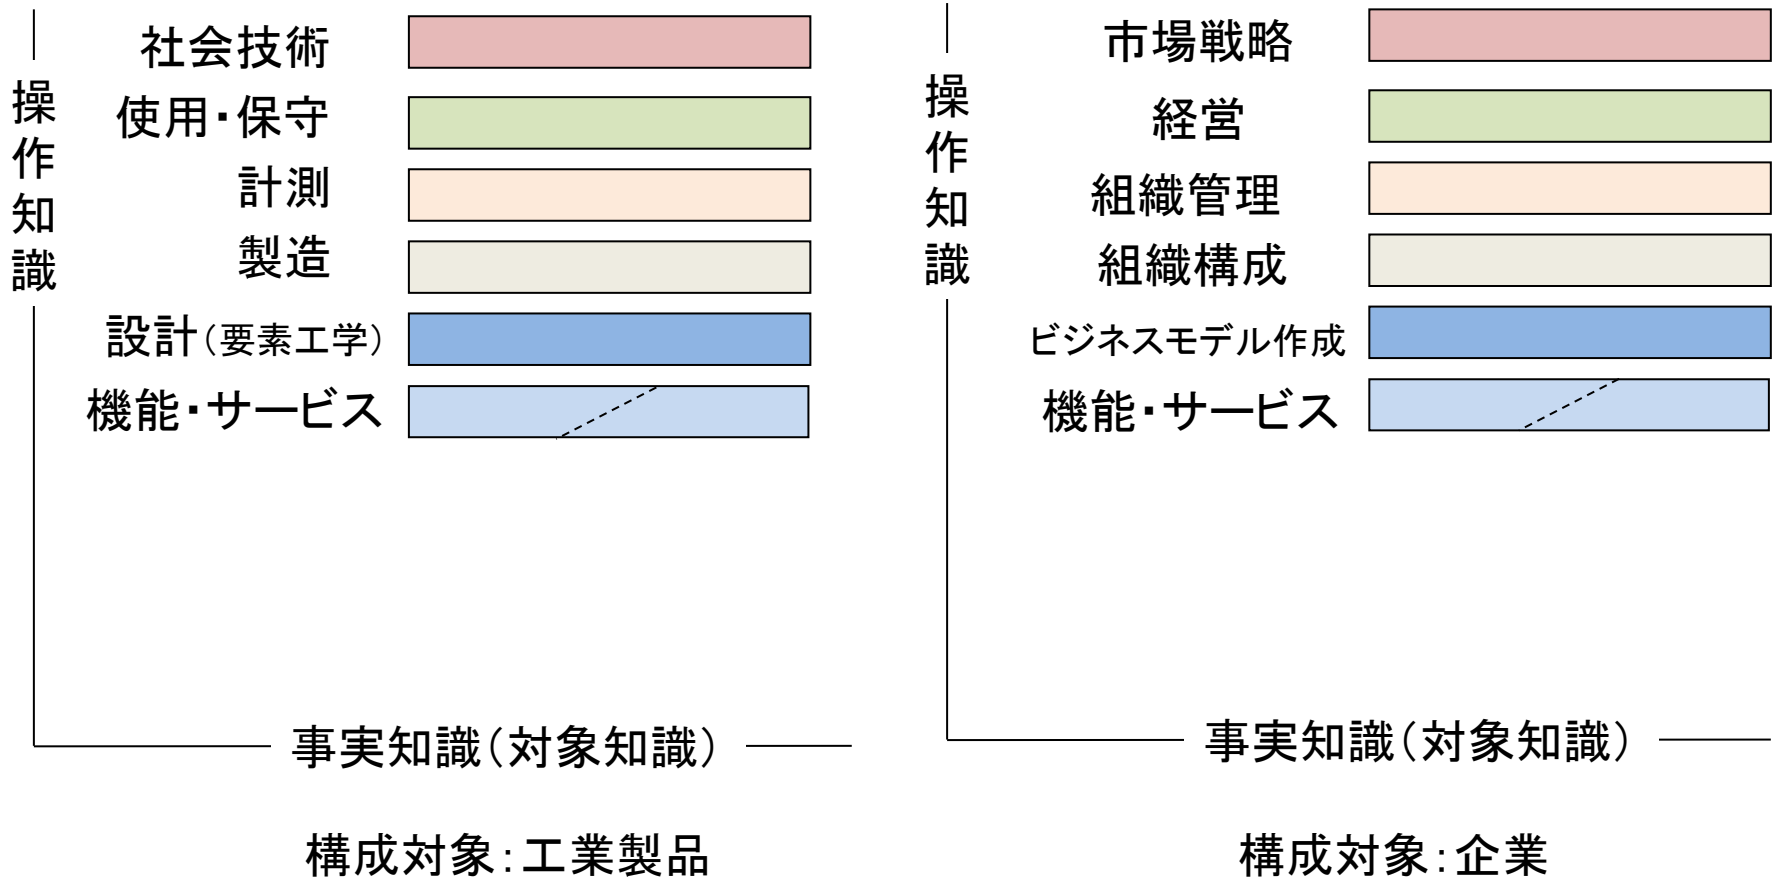 操作知識
社会技術
使用・保守
計測
製造
設計(要素工学)
機能・サービス
事実知識(対象知識)
構成対象:工業製品
操作知識
市場戦略
経営
組織管理
組織構成
ビジネスモデル作成
機能・サービス
事実知識(対象知識)
構成対象:企業